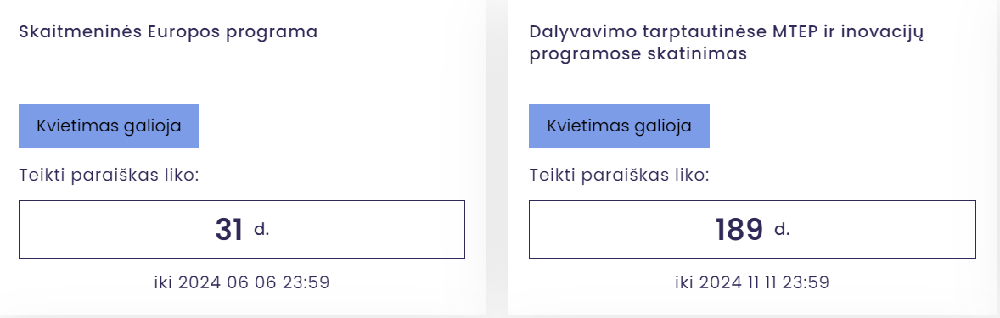 Skaitmeninės Europos programa
Kvietimas galioja
Teikti paraiškas liko:
31 d.
iki 2024 06 06 23:59
Dalyvavimo tarptautinėse MTEP ir inovacijų
programose skatinimas
Kvietimas galioja
Teikti paraiškas liko:
189 d.
iki 2024 11 11 23:59